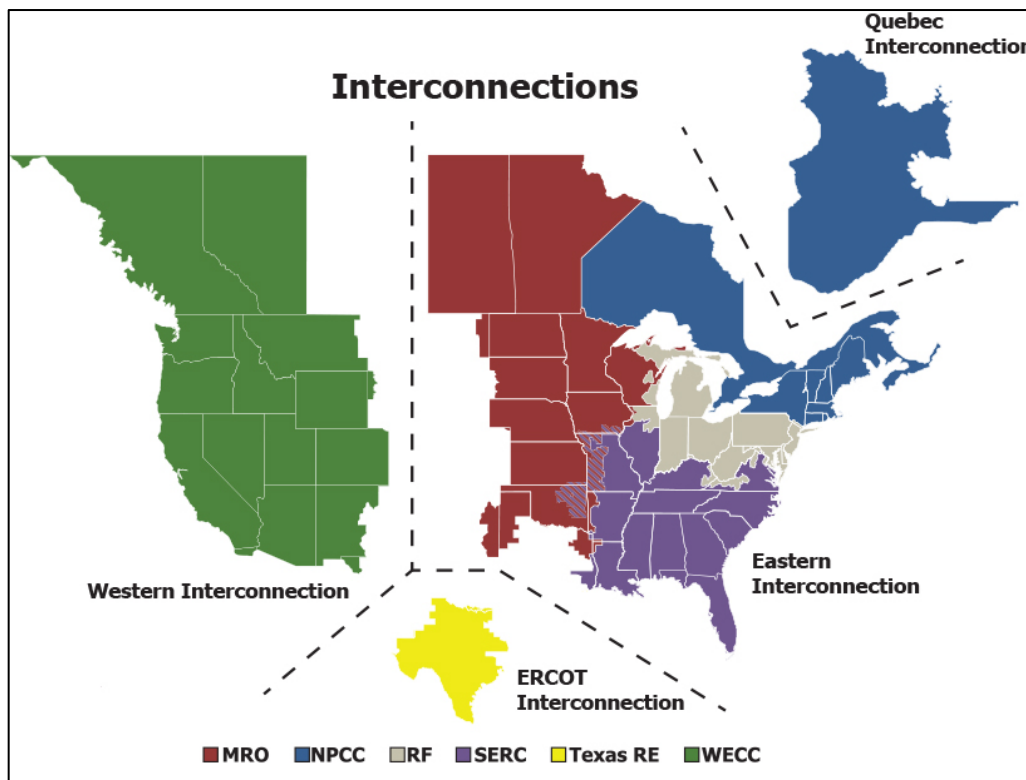 Quebec
Interconnection
Interconnections
Western Interconnection
Eastern
Interconnection
ERCOT
Interconnection
MRO NPCC RF SERC Texas RE WECC